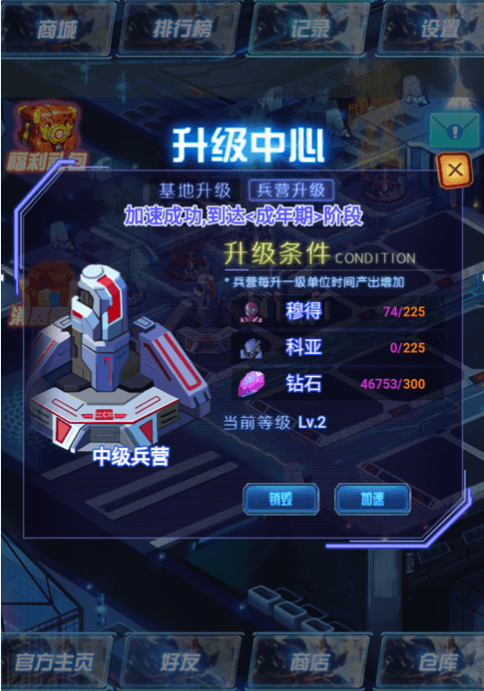 商城 排行榜 记录 设置
升级中心
基地升级 兵营升级
加速成功,到达<成年期>阶段
升级条件 CONDITION
*兵营每升一级单位时间产出增加
穆得 74/225
科亚 0/225
钻石 46753/300
当前等级 Lv.2
中级兵营
销毁 加速
官方主页 好友 商店 仓库